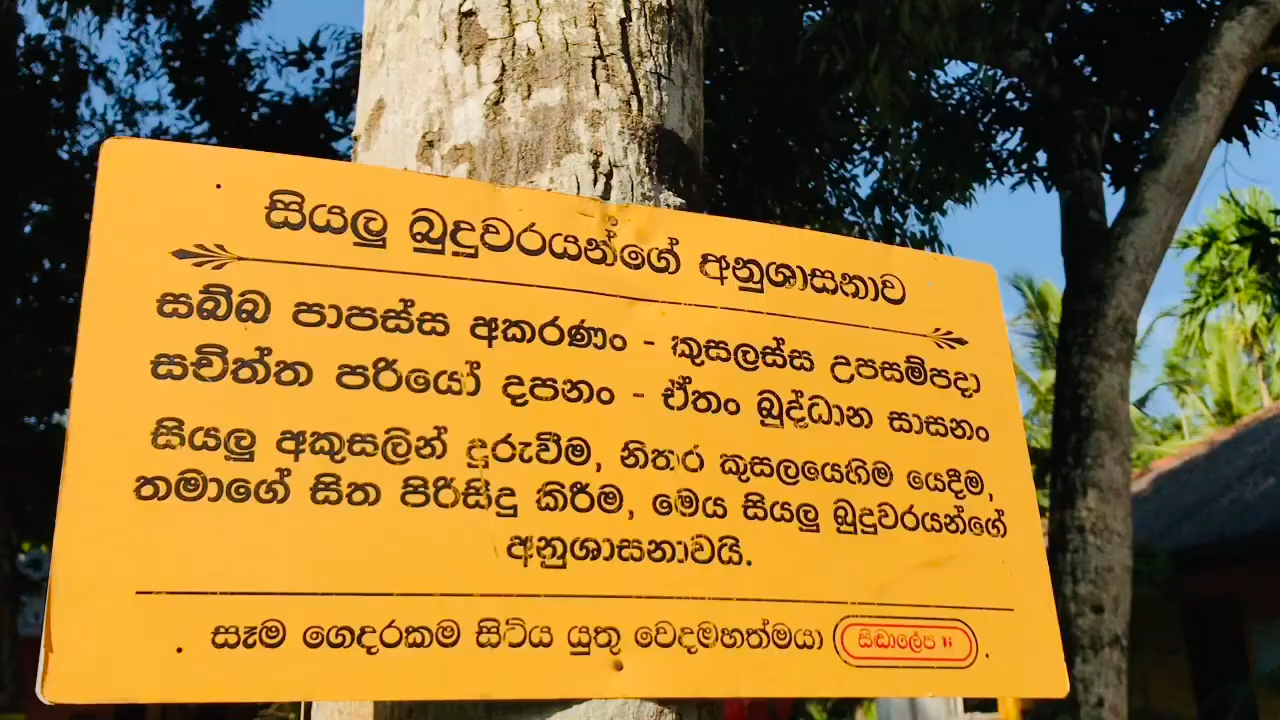 සියලු බුදුවරයන්ගේ අනුශාසනාව
සබ්බ පාපස්ස අකරණං - කුසලස්ස උපසම්පදා
සචිත්ත පරියෝ දපනං - ඒතං බුද්ධාන සාසනං
සියලු අකුසලින් දුරුවීම, නිතර කුසලයෙහිම යෙදීම,
තමාගේ සිත පිරිසිදු කිරීම, මෙය සියලු බුදුවරයන්ගේ
අනුශාසනාවයි.
සෑම ගෙදරකම සිටිය යුතු වෙදමහත්මයා සිඬාලේප